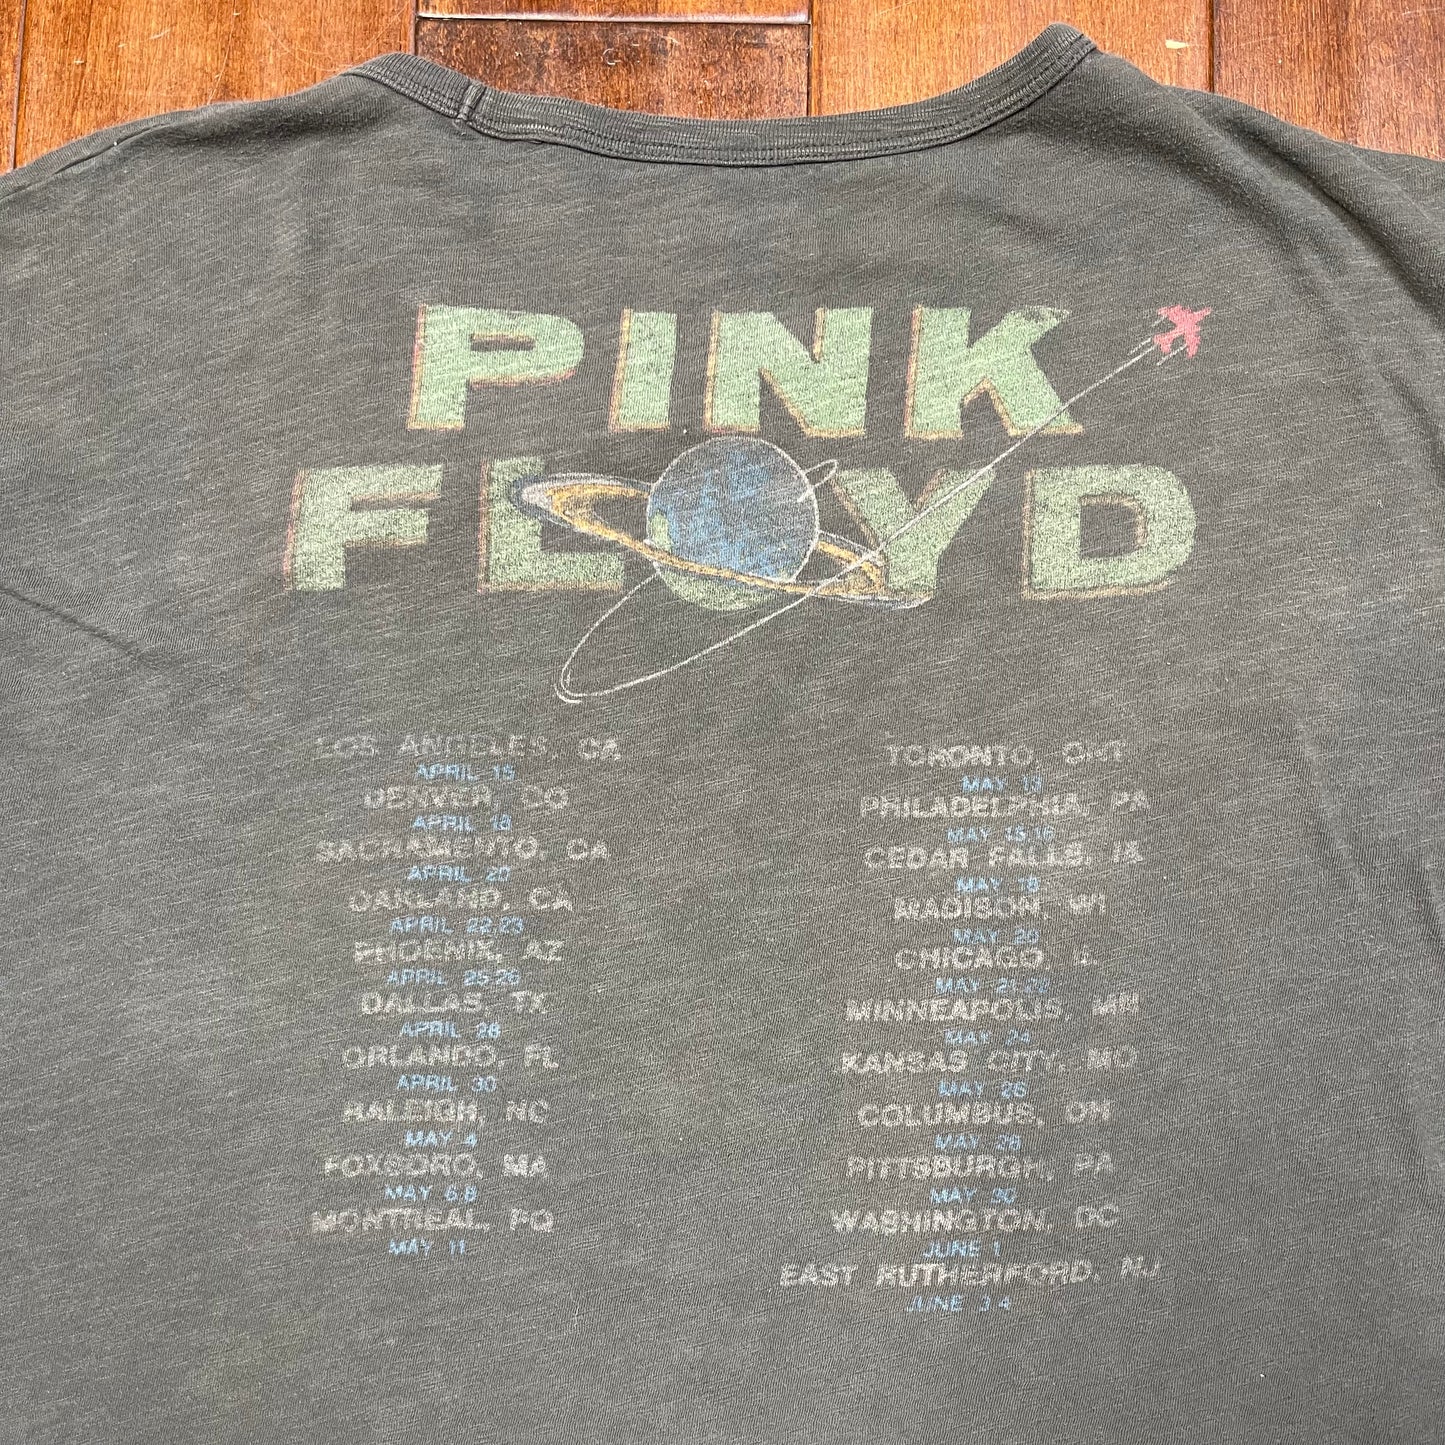 PINK
FLOYD
LOS ANGELES, CA
APRIL 15
DENVER, CO
APRIL 18
SACRAMENTO, CA
APRIL 20
OAKLAND, CA
APRIL 22,23
PHOENIX, AZ
APRIL 25-26
DALLAS, TX
APRIL 28
ORLANDO, FL
APRIL 30
RALEIGH, NC
MAY 4
FOXBORO, MA
MAY 6,8
MONTREAL, PQ
MAY 11
TORONTO, ONT
MAY 13
PHILADELPHIA, PA
MAY 15,16
CEDAR FALLS, IA
MAY 18
MADISON, WI
MAY 20
CHICAGO, IL
MAY 21,22
MINNEAPOLIS, MN
MAY 24
KANSAS CITY, MO
MAY 26
COLUMBUS, OH
MAY 28
PITTSBURGH, PA
MAY 30
WASHINGTON, DC
JUNE 1
EAST RUTHERFORD, NJ
JUNE 3,4